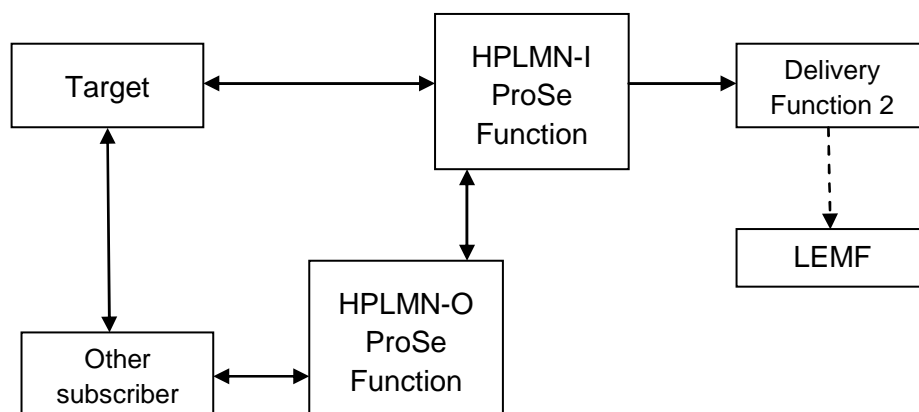 Target
HPLMN-I
ProSe
Function
Delivery
Function 2
LEMF
HPLMN-O
ProSe
Function
Other
subscriber